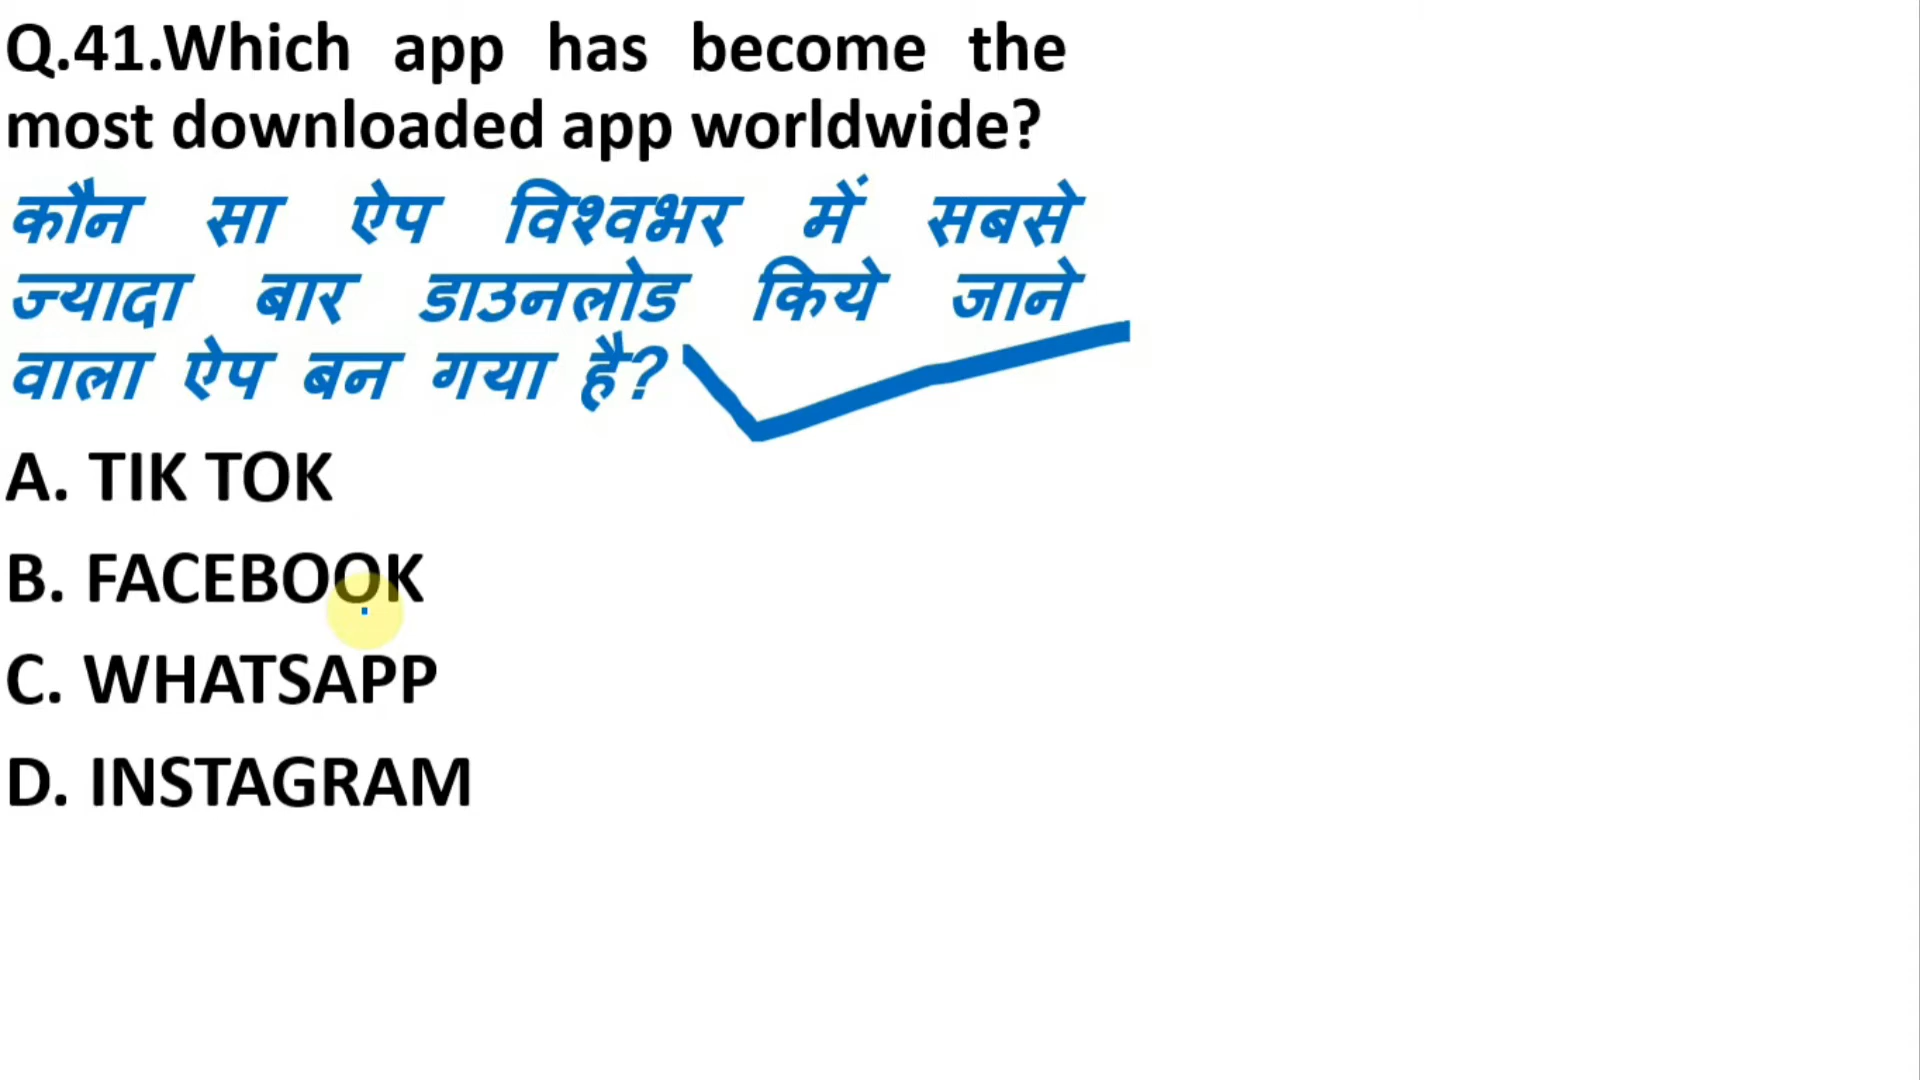 Q.41.Which app has become the
most downloaded app worldwide?
कौन सा ऐप विश्वभर में सबसे
ज्यादा बार डाउनलोड किये जाने
वाला ऐप बन गया है?
A. TIK TOK
B. FACEBOOK
C. WHATSAPP
D. INSTAGRAM